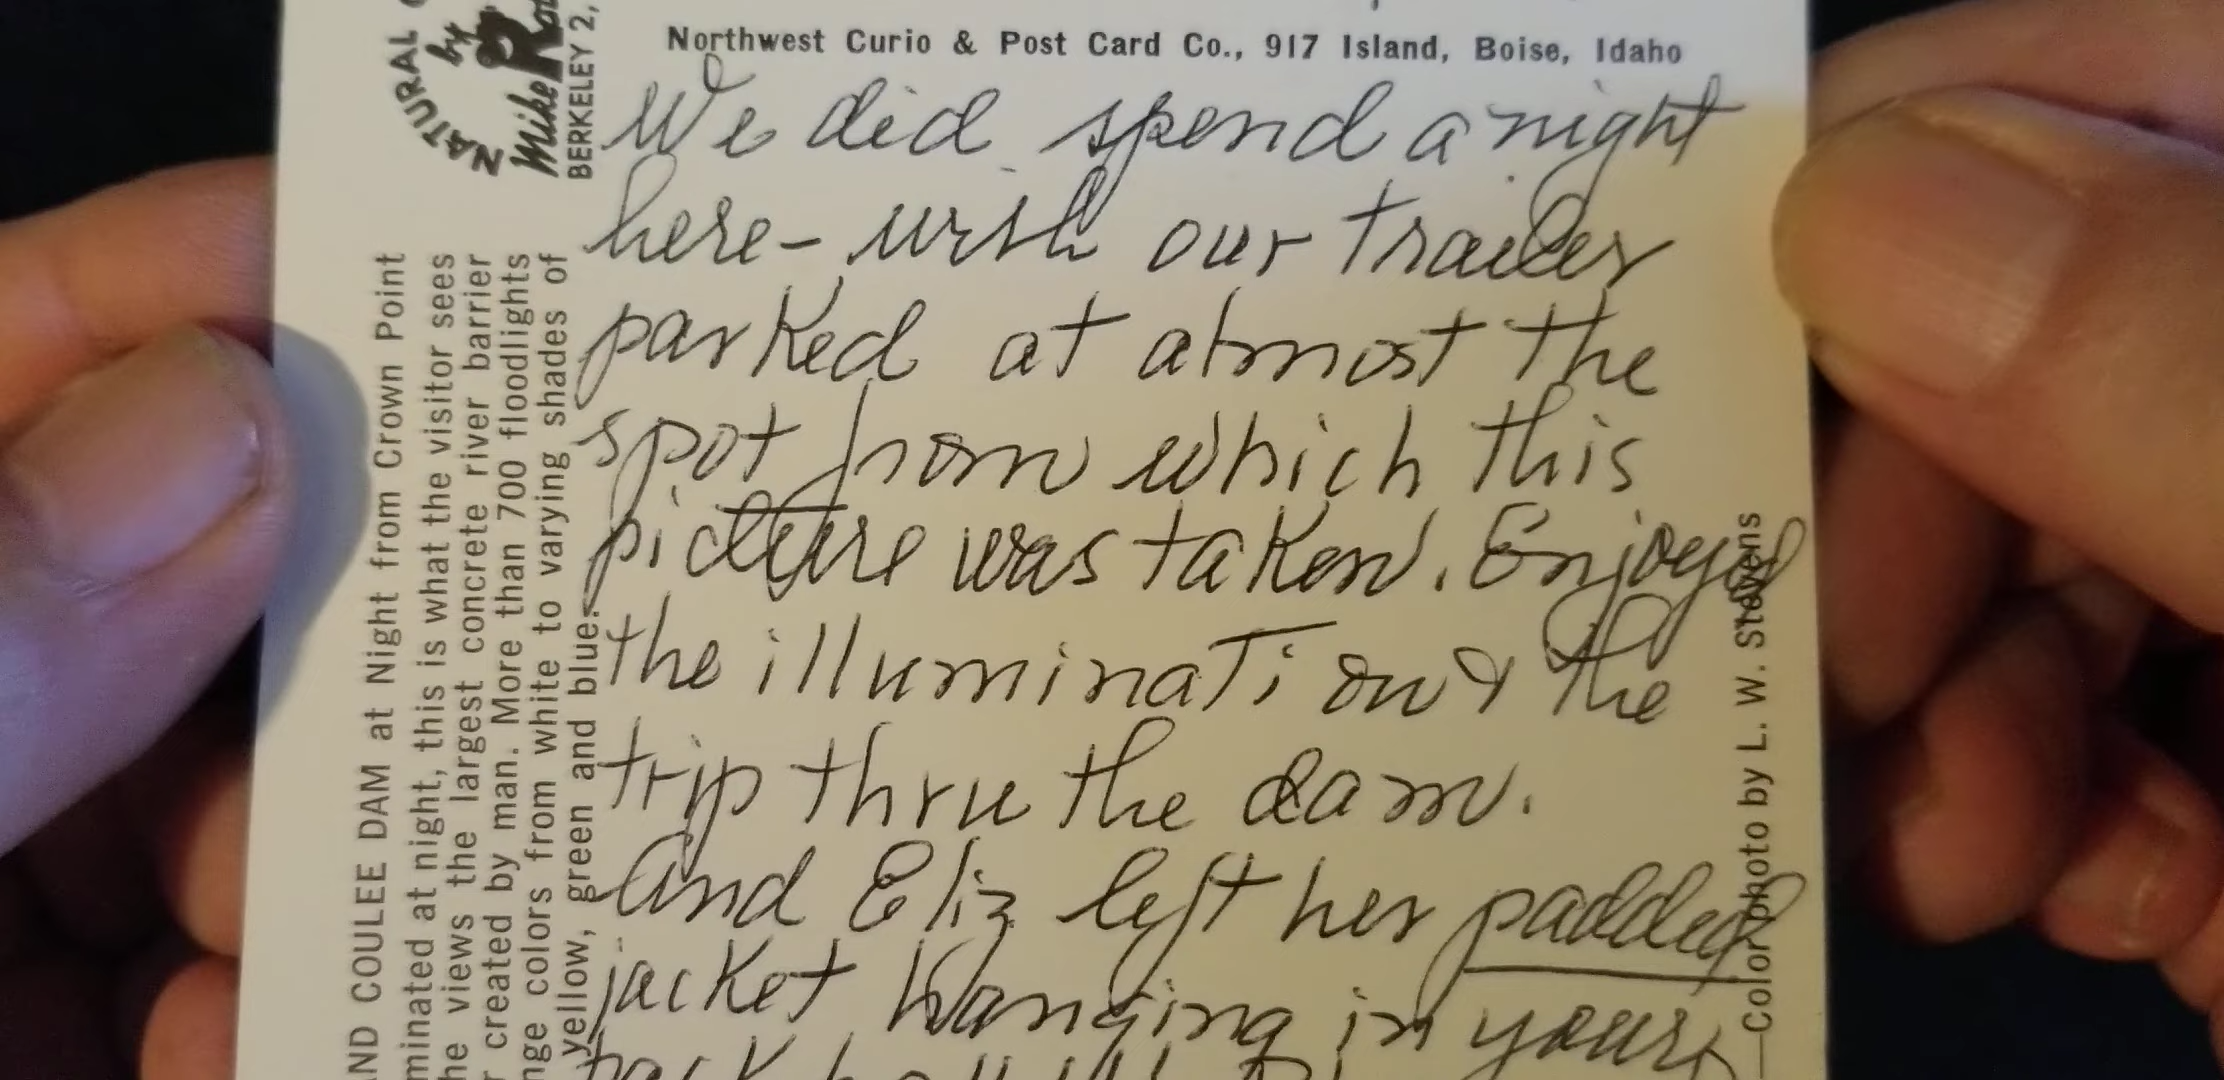 Northwest Curio & Post Card Co., 917 Island, Boise, Idaho
NATURAL
by
Mike
BERKELEY 2,
AND COULEE DAM at Night from Crown Point
minated at night, this is what the visitor sees
he views the largest concrete river barrier
r created by man. More than 700 floodlights
nge colors from white to varying shades of
yellow, green and blue.
We did spend a night
here - with our trailer
parked at almost the
spot from which this
picture was taken. Enjoyed
the illumination & the
trip thru the dam.
And Eliz left her padded
jacket hanging in your
back hall
—Color photo by L. W. Stevens